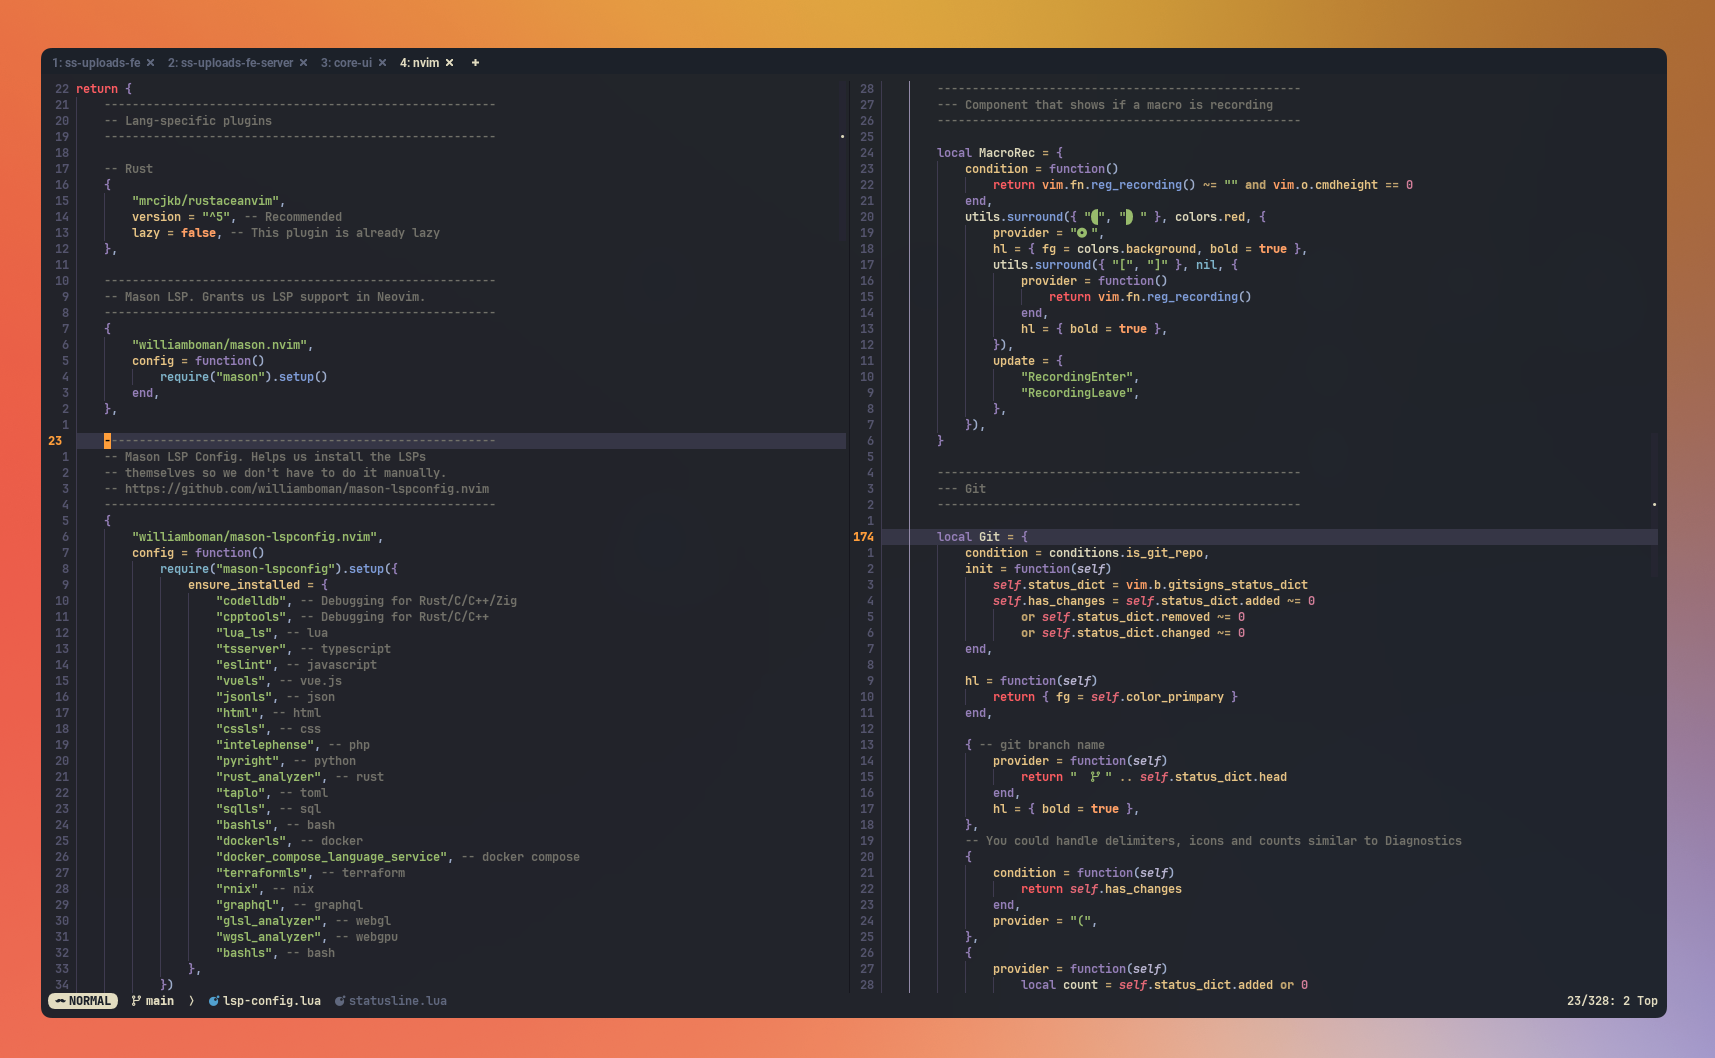 1: ss-uploads-fe × 2: ss-uploads-fe-server × 3: core-ui × 4: nvim × +
22 return {
21     --------------------------------------------------------
20     -- Lang-specific plugins
19     --------------------------------------------------------
18
17     -- Rust
16     {
15         "mrcjkb/rustaceanvim",
14         version = "^5", -- Recommended
13         lazy = false, -- This plugin is already lazy
12     },
11
10     --------------------------------------------------------
9     -- Mason LSP. Grants us LSP support in Neovim.
8     --------------------------------------------------------
7     {
6         "williamboman/mason.nvim",
5         config = function()
4             require("mason").setup()
3         end,
2     },
1
23     --------------------------------------------------------
1     -- Mason LSP Config. Helps us install the LSPs
2     -- themselves so we don't have to do it manually.
3     -- https://github.com/williamboman/mason-lspconfig.nvim
4     --------------------------------------------------------
5     {
6         "williamboman/mason-lspconfig.nvim",
7         config = function()
8             require("mason-lspconfig").setup({
9                 ensure_installed = {
10                     "codelldb", -- Debugging for Rust/C/C++/Zig
11                     "cpptools", -- Debugging for Rust/C/C++
12                     "lua_ls", -- lua
13                     "tsserver", -- typescript
14                     "eslint", -- javascript
15                     "vuels", -- vue.js
16                     "jsonls", -- json
17                     "html", -- html
18                     "cssls", -- css
19                     "intelephense", -- php
20                     "pyright", -- python
21                     "rust_analyzer", -- rust
22                     "taplo", -- toml
23                     "sqlls", -- sql
24                     "bashls", -- bash
25                     "dockerls", -- docker
26                     "docker_compose_language_service", -- docker compose
27                     "terraformls", -- terraform
28                     "rnix", -- nix
29                     "graphql", -- graphql
30                     "glsl_analyzer", -- webgl
31                     "wgsl_analyzer", -- webgpu
32                     "bashls", -- bash
33                 },
34             })
28     ----------------------------------------------------
27     --- Component that shows if a macro is recording
26     ----------------------------------------------------
25
24     local MacroRec = {
23         condition = function()
22             return vim.fn.reg_recording() ~= "" and vim.o.cmdheight == 0
21         end,
20     utils.surround({ "", " " }, colors.red, {
19         provider = " ",
18         hl = { fg = colors.background, bold = true },
17         utils.surround({ "[", "]" }, nil, {
16             provider = function()
15                 return vim.fn.reg_recording()
14             end,
13             hl = { bold = true },
12         }),
11         update = {
10             "RecordingEnter",
9             "RecordingLeave",
8         },
7     }),
6     }
5
4     ----------------------------------------------------
3     --- Git
2     ----------------------------------------------------
1
174     local Git = {
1         condition = conditions.is_git_repo,
2         init = function(self)
3             self.status_dict = vim.b.gitsigns_status_dict
4             self.has_changes = self.status_dict.added ~= 0
5                 or self.status_dict.removed ~= 0
6                 or self.status_dict.changed ~= 0
7         end,
8
9         hl = function(self)
10             return { fg = self.color_primpary }
11         end,
12
13         { -- git branch name
14             provider = function(self)
15                 return "  " .. self.status_dict.head
16             end,
17             hl = { bold = true },
18         },
19         -- You could handle delimiters, icons and counts similar to Diagnostics
20         {
21             condition = function(self)
22                 return self.has_changes
23             end,
24             provider = "(",
25         },
26         {
27             provider = function(self)
28                 local count = self.status_dict.added or 0
NORMAL main ❭ lsp-config.lua statusline.lua 23/328: 2 Top